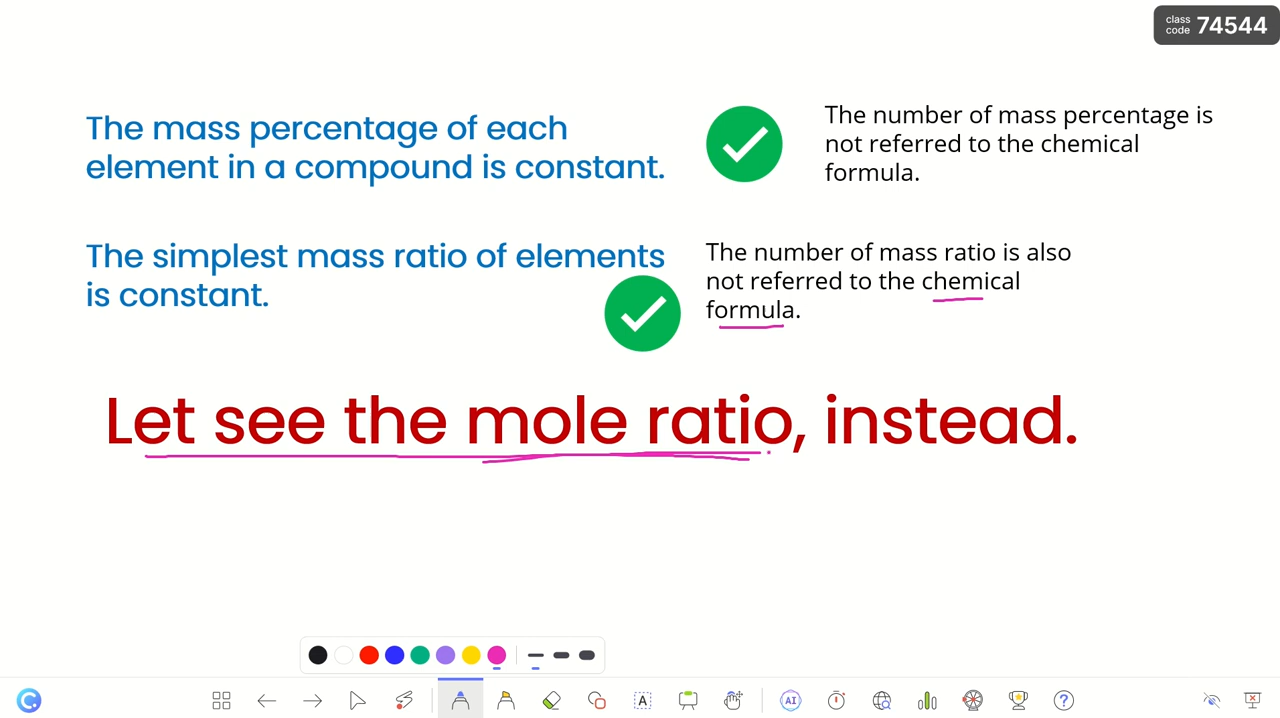 class
code 74544
The mass percentage of each
element in a compound is constant.
The number of mass percentage is
not referred to the chemical
formula.
The simplest mass ratio of elements
is constant.
The number of mass ratio is also
not referred to the chemical
formula.
Let see the mole ratio, instead.
A
AI
?